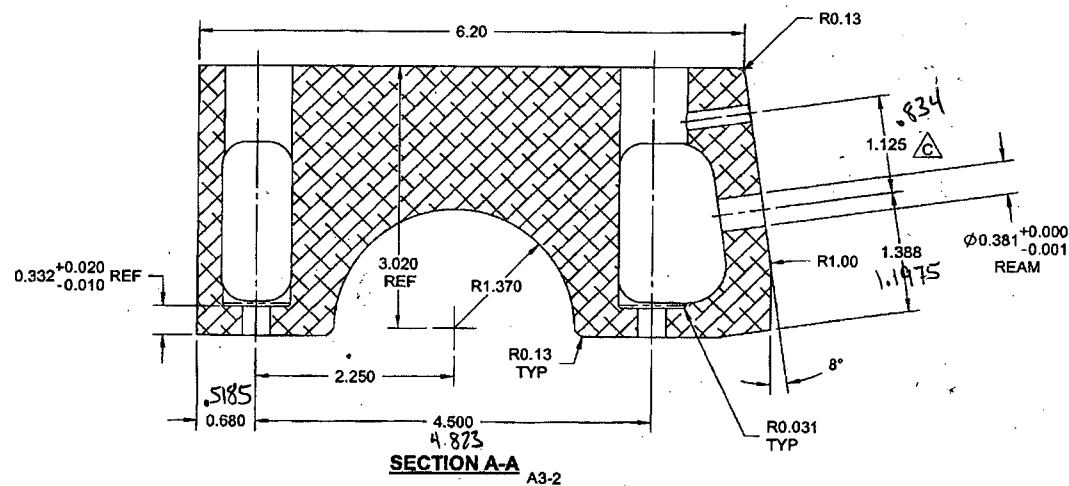 R0.13
6.20
.834
1.125
C
Ø0.381 +0.000
-0.001
REAM
3.020
REF
1.388
1.1975
R1.00
0.332 +0.020
-0.010 REF
R1.370
R0.13
TYP
8°
2.250
.5185
0.680
4.500
4.823
R0.031
TYP
SECTION A-A
A3-2